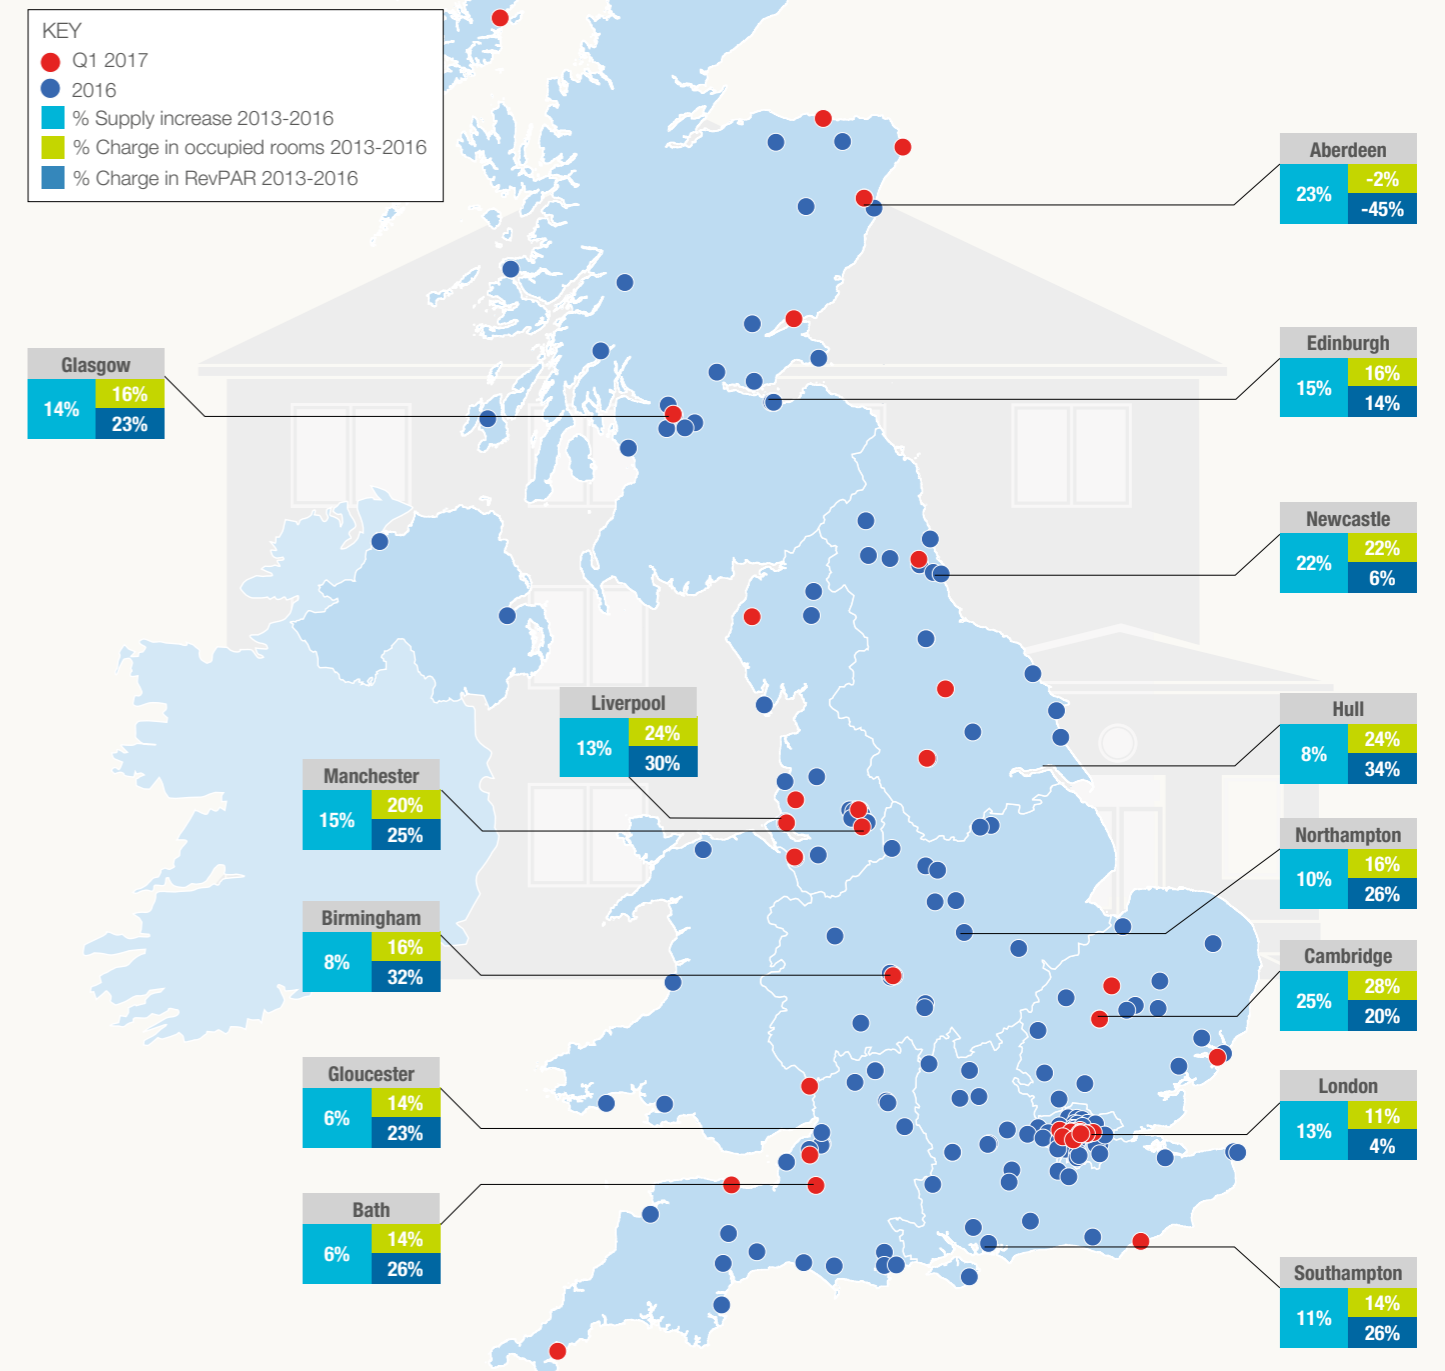 KEY
Q1 2017
2016
% Supply increase 2013-2016
% Charge in occupied rooms 2013-2016
% Charge in RevPAR 2013-2016
Aberdeen
23%
-2%
-45%
Edinburgh
15%
16%
14%
Glasgow
14%
16%
23%
Newcastle
22%
22%
6%
Liverpool
13%
24%
30%
Hull
8%
24%
34%
Manchester
15%
20%
25%
Northampton
10%
16%
26%
Birmingham
8%
16%
32%
Cambridge
25%
28%
20%
Gloucester
6%
14%
23%
London
13%
11%
4%
Bath
6%
14%
26%
Southampton
11%
14%
26%